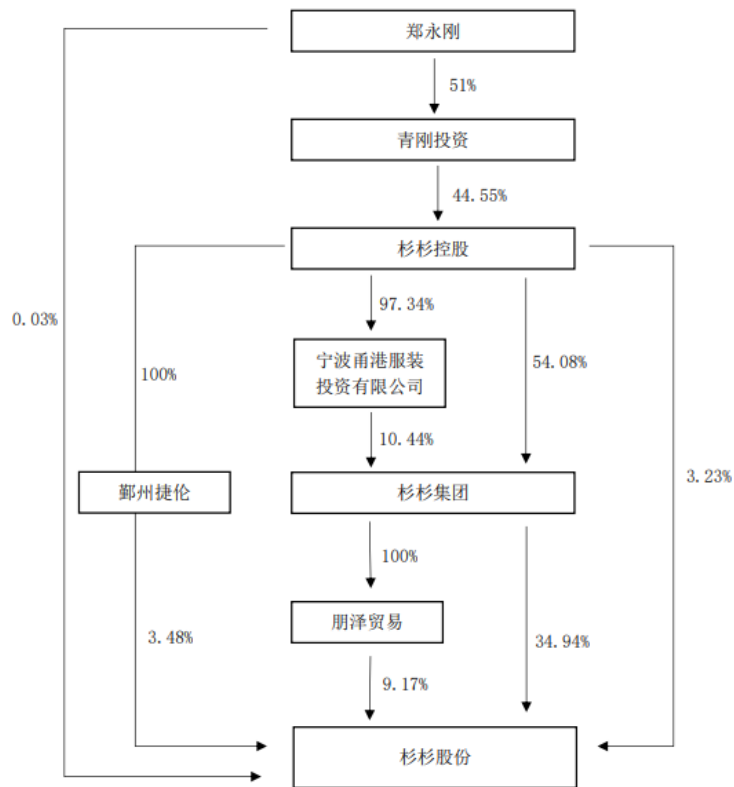 郑永刚
51%
青刚投资
44.55%
杉杉控股
97.34%
0.03%
宁波甬港服装
投资有限公司
54.08%
100%
10.44%
鄞州捷伦
杉杉集团
3.23%
100%
朋泽贸易
3.48%
34.94%
9.17%
杉杉股份